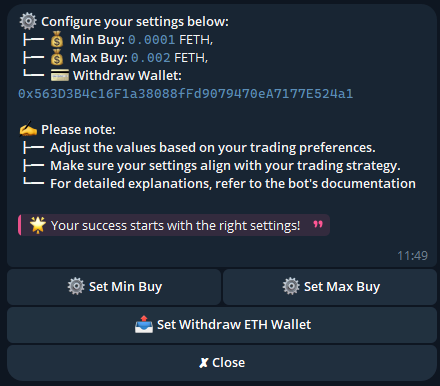 ⚙️ Configure your settings below:
├── 💰 Min Buy: 0.0001 FETH,
├── 💰 Max Buy: 0.002 FETH,
└── 💳 Withdraw Wallet:
0x563D3B4c16F1a38088fFd9079470eA7177E524a1
✍️ Please note:
├── Adjust the values based on your trading preferences.
├── Make sure your settings align with your trading strategy.
└── For detailed explanations, refer to the bot's documentation
🌟 Your success starts with the right settings!
11:49
⚙️ Set Min Buy
⚙️ Set Max Buy
📤 Set Withdraw ETH Wallet
✘ Close